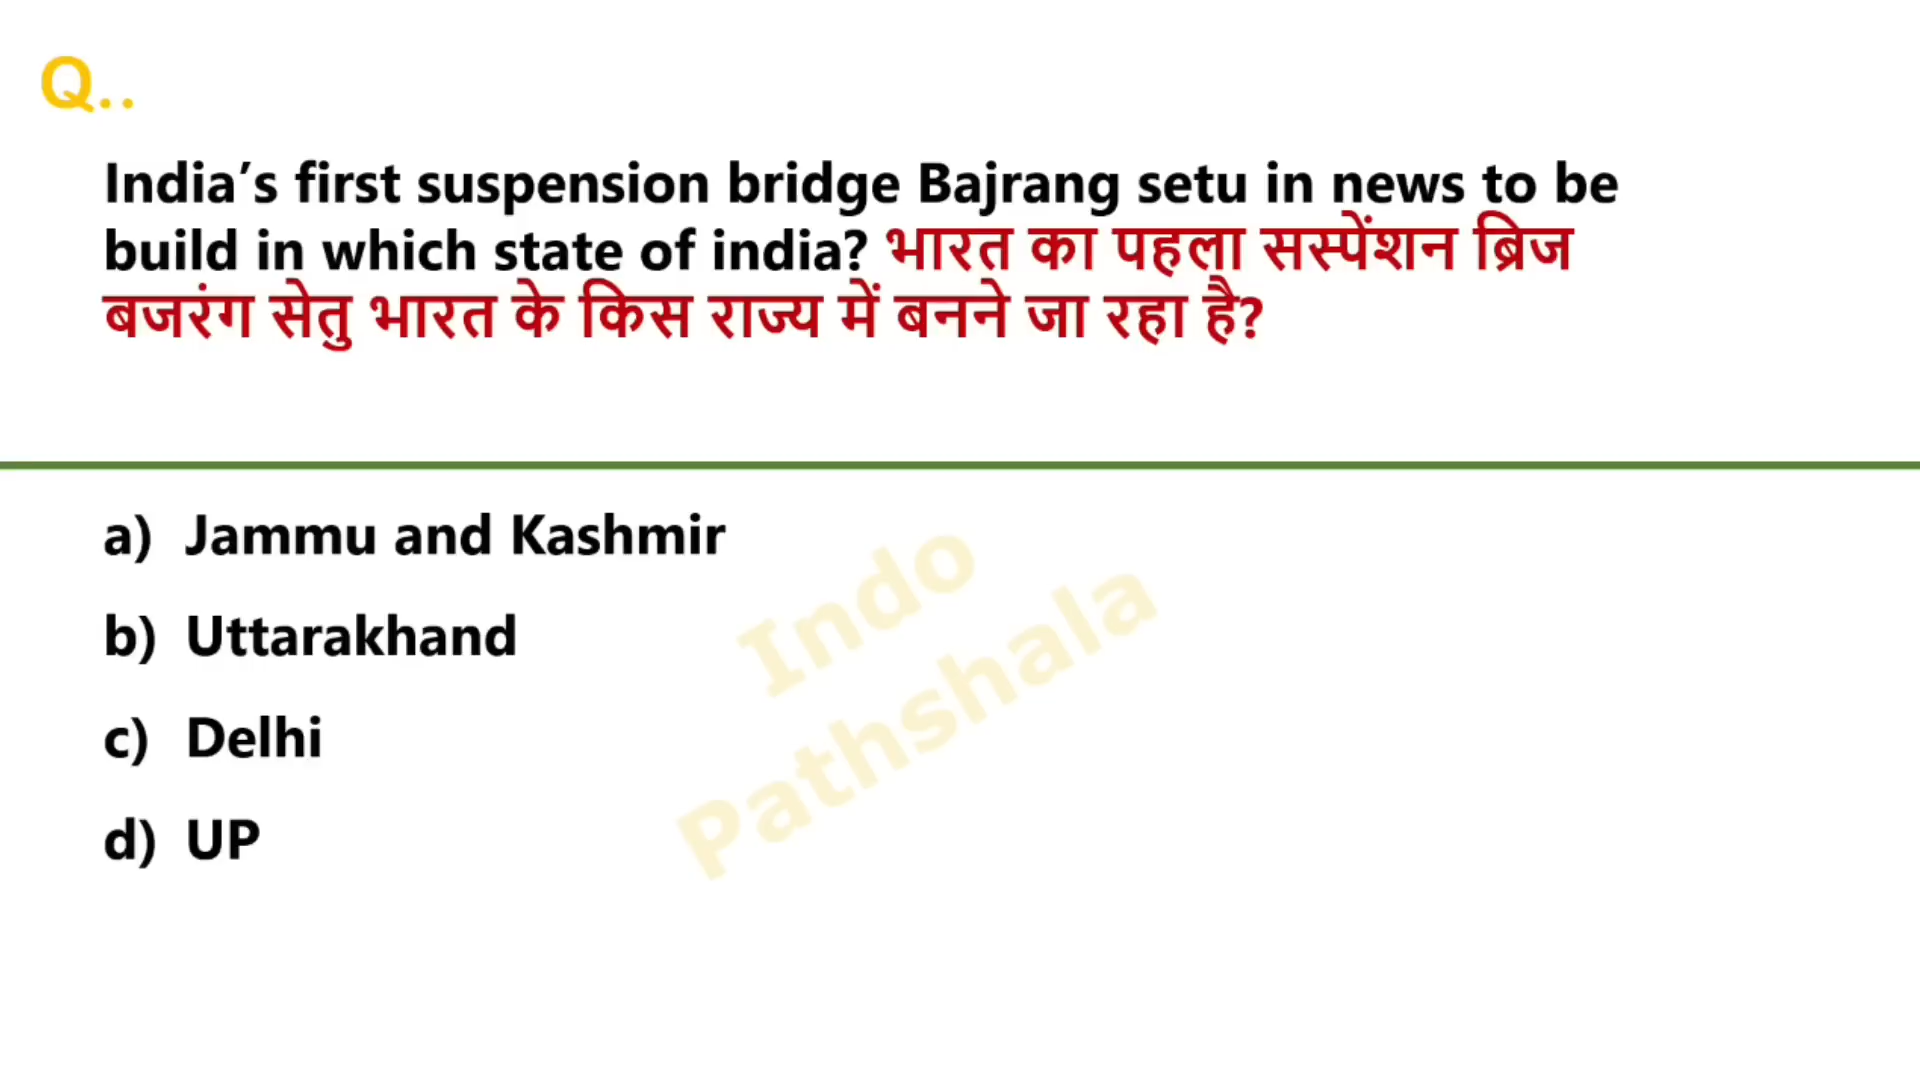 Q..
India’s first suspension bridge Bajrang setu in news to be
build in which state of india? भारत का पहला सस्पेंशन ब्रिज
बजरंग सेतु भारत के किस राज्य में बनने जा रहा है?
a) Jammu and Kashmir
b) Uttarakhand
c) Delhi
d) UP
Indo
Pathshala